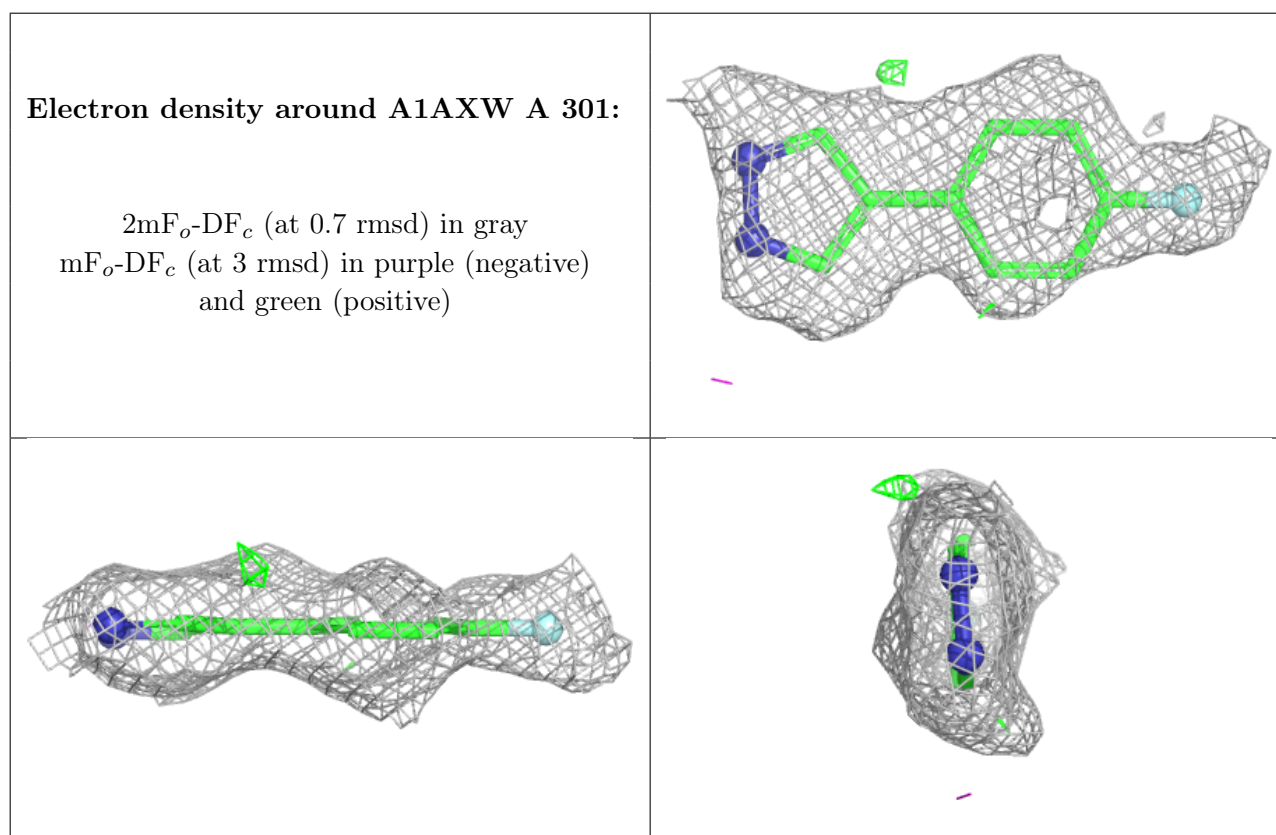 Electron density around A1AXW A 301:
2mFo-DFc (at 0.7 rmsd) in gray
mFo-DFc (at 3 rmsd) in purple (negative)
and green (positive)